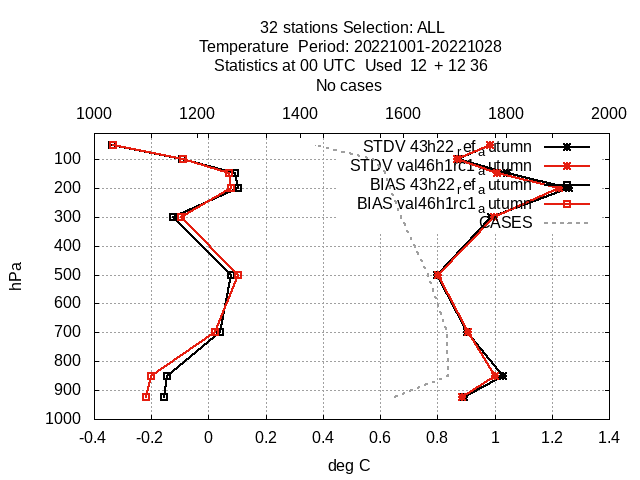 32 stations Selection: ALL
Temperature  Period: 20221001-20221028
Statistics at 00 UTC  Used  12 + 12 36
No cases
1000 1200 1400 1600 1800 2000
STDV 43h22ref_autumn
STDV val46h1rc1_autumn
BIAS 43h22ref_autumn
BIAS val46h1rc1_autumn
CASES
100
200
300
400
500
600
700
800
900
1000
hPa
-0.4 -0.2 0 0.2 0.4 0.6 0.8 1 1.2 1.4
deg C